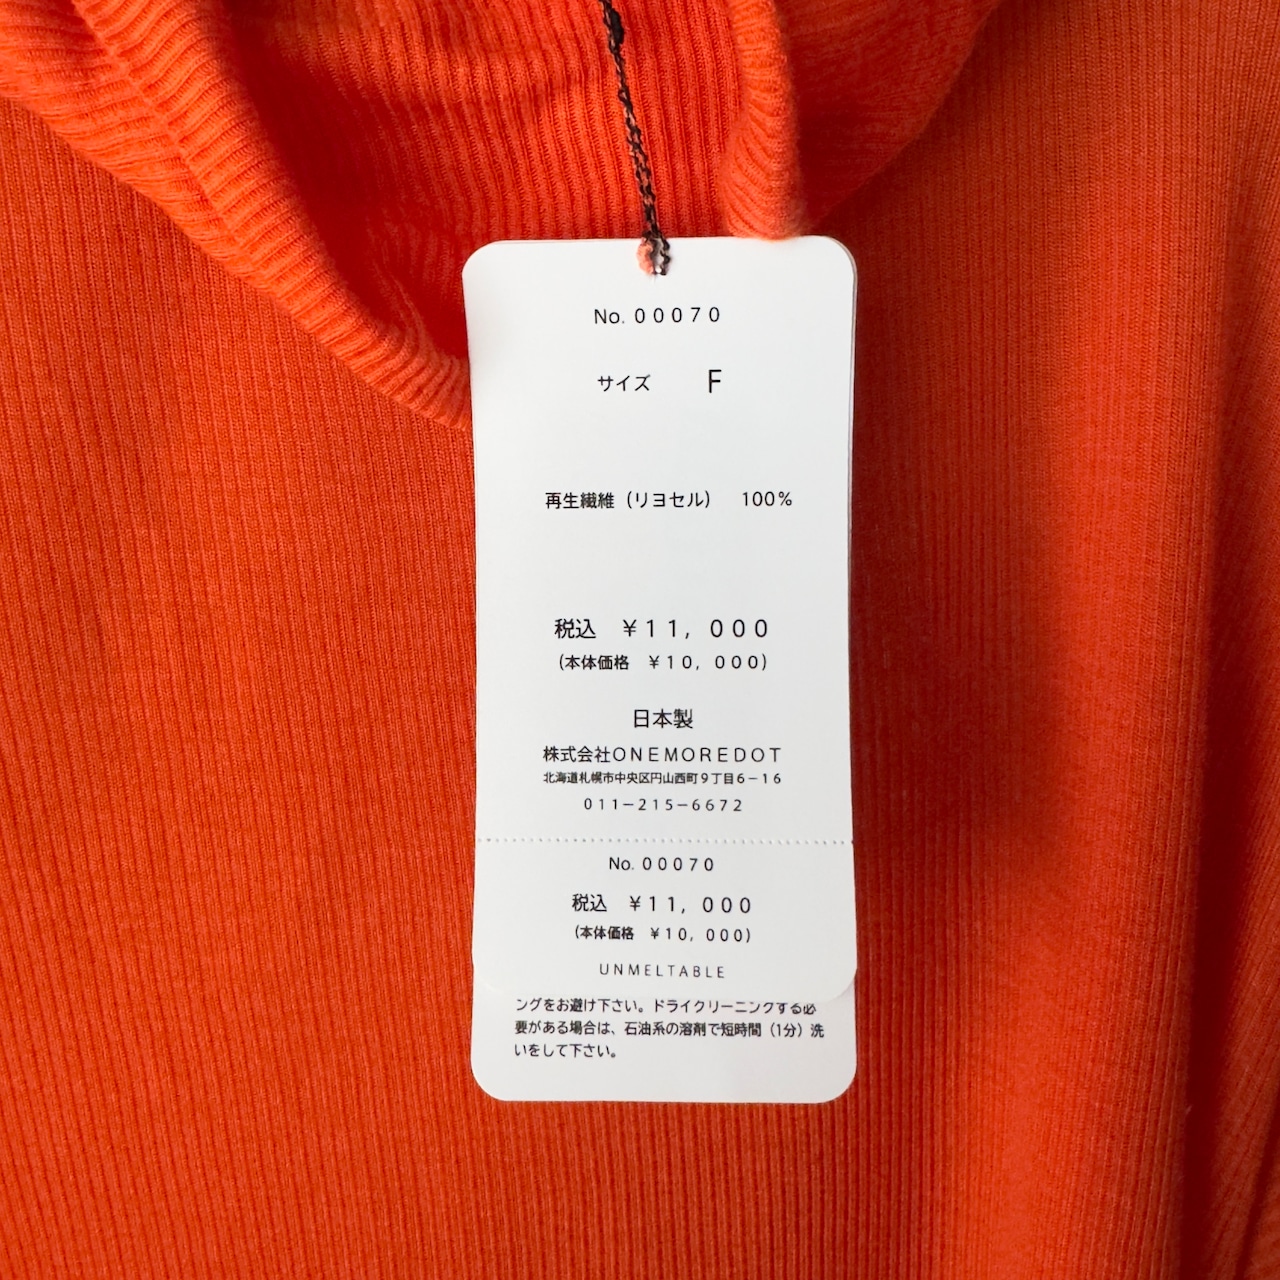 No. 00070
サイズ F
再生繊維（リヨセル） 100%
税込 ¥11,000
（本体価格 ¥10,000）
日本製
株式会社ONEMOREDOT
北海道札幌市中央区円山西町9丁目6－16
011－215－6672
No. 00070
税込 ¥11,000
（本体価格 ¥10,000）
UNMELTABLE
ングをお避け下さい。ドライクリーニングする必
要がある場合は、石油系の溶剤で短時間（1分）洗
いをして下さい。